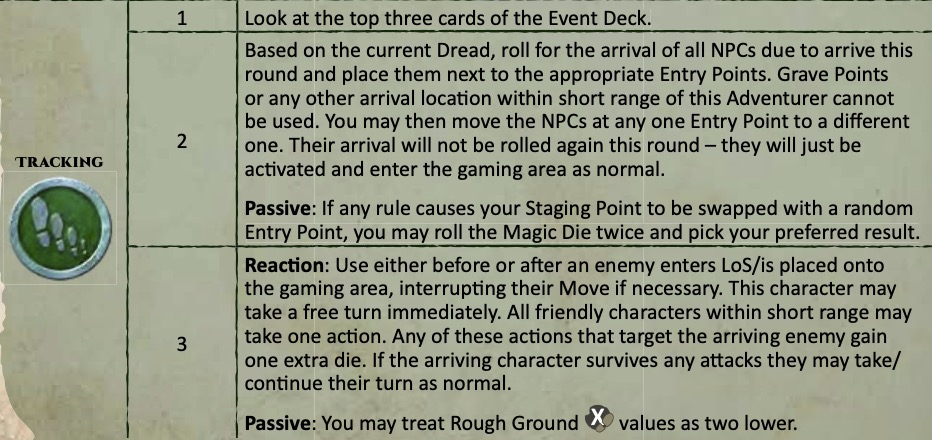 1
Look at the top three cards of the Event Deck.
TRACKING
2
Based on the current Dread, roll for the arrival of all NPCs due to arrive this
round and place them next to the appropriate Entry Points. Grave Points
or any other arrival location within short range of this Adventurer cannot
be used. You may then move the NPCs at any one Entry Point to a different
one. Their arrival will not be rolled again this round – they will just be
activated and enter the gaming area as normal.
Passive: If any rule causes your Staging Point to be swapped with a random
Entry Point, you may roll the Magic Die twice and pick your preferred result.
3
Reaction: Use either before or after an enemy enters LoS/is placed onto
the gaming area, interrupting their Move if necessary. This character may
take a free turn immediately. All friendly characters within short range may
take one action. Any of these actions that target the arriving enemy gain
one extra die. If the arriving character survives any attacks they may take/
continue their turn as normal.
Passive: You may treat Rough Ground X values as two lower.